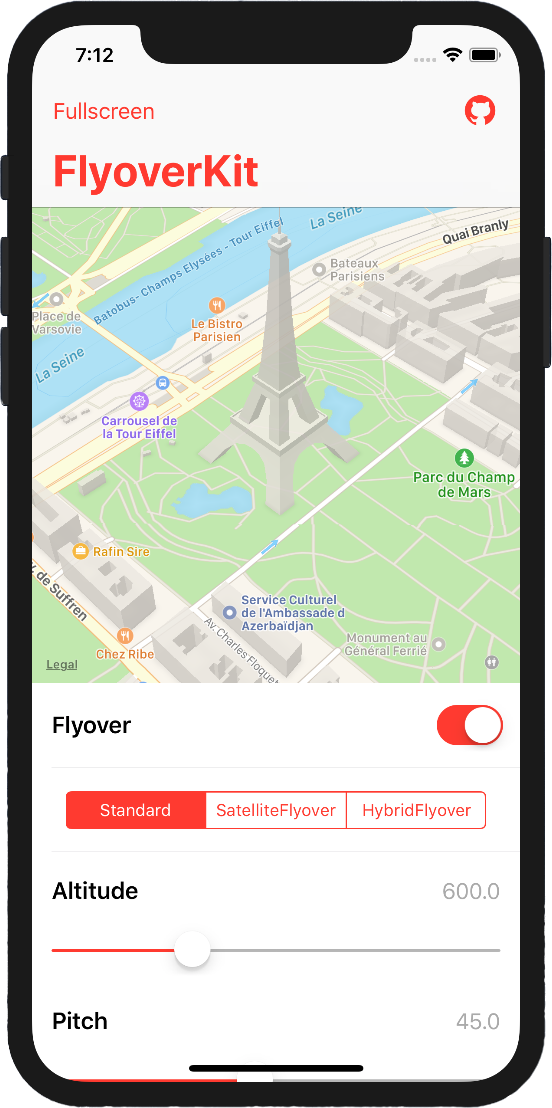 7:12
Fullscreen
FlyoverKit
La Seine
Quai Branly
Batobus- Champs Elysées - Tour Eiffel
Bateaux
Parisiens
Place de
Varsovie
Le Bistro
Parisien
La Seine
Carrousel de
la Tour Eiffel
Parc du Champ
de Mars
Rafin Sire
v. de Suffren
Service Culturel
de l'Ambassade d
Azerbaïdjan
Av. Charles Floquet
Chez Ribe
Monument au
Général Ferrié
Legal
Flyover
Standard
SatelliteFlyover
HybridFlyover
Altitude
600.0
Pitch
45.0